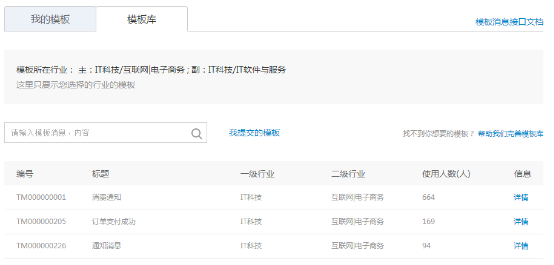 我的模板 模板库 模板消息接口文档
模板所在行业： 主：IT科技/互联网|电子商务 ; 副：IT科技/IT软件与服务
这里只展示您选择的行业的模板
请输入模板消息、内容 我提交的模板 找不到你想要的模板？ 帮助我们完善模板库
编号 标题 一级行业 二级行业 使用人数(人) 信息
TM000000001 消渠通知 IT科技 互联网|电子商务 664 详情
TM000000205 订单支付成功 IT科技 互联网|电子商务 169 详情
TM000000226 通知消息 IT科技 互联网|电子商务 94 详情